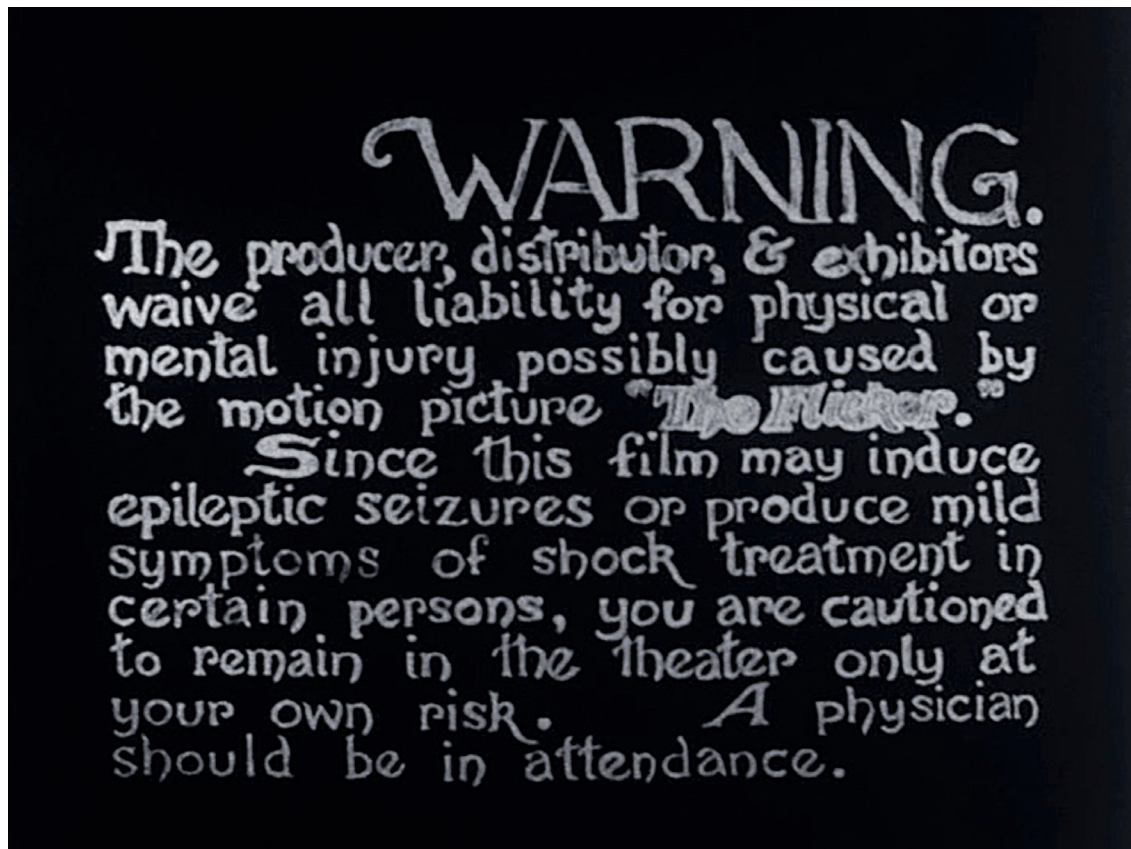 WARNING.
The producer, distributor, & exhibitors
waive all liability for physical or
mental injury possibly caused by
the motion picture "The Flicker."
Since this film may induce
epileptic seizures or produce mild
symptoms of shock treatment in
certain persons, you are cautioned
to remain in the theater only at
your own risk. A physician
should be in attendance.